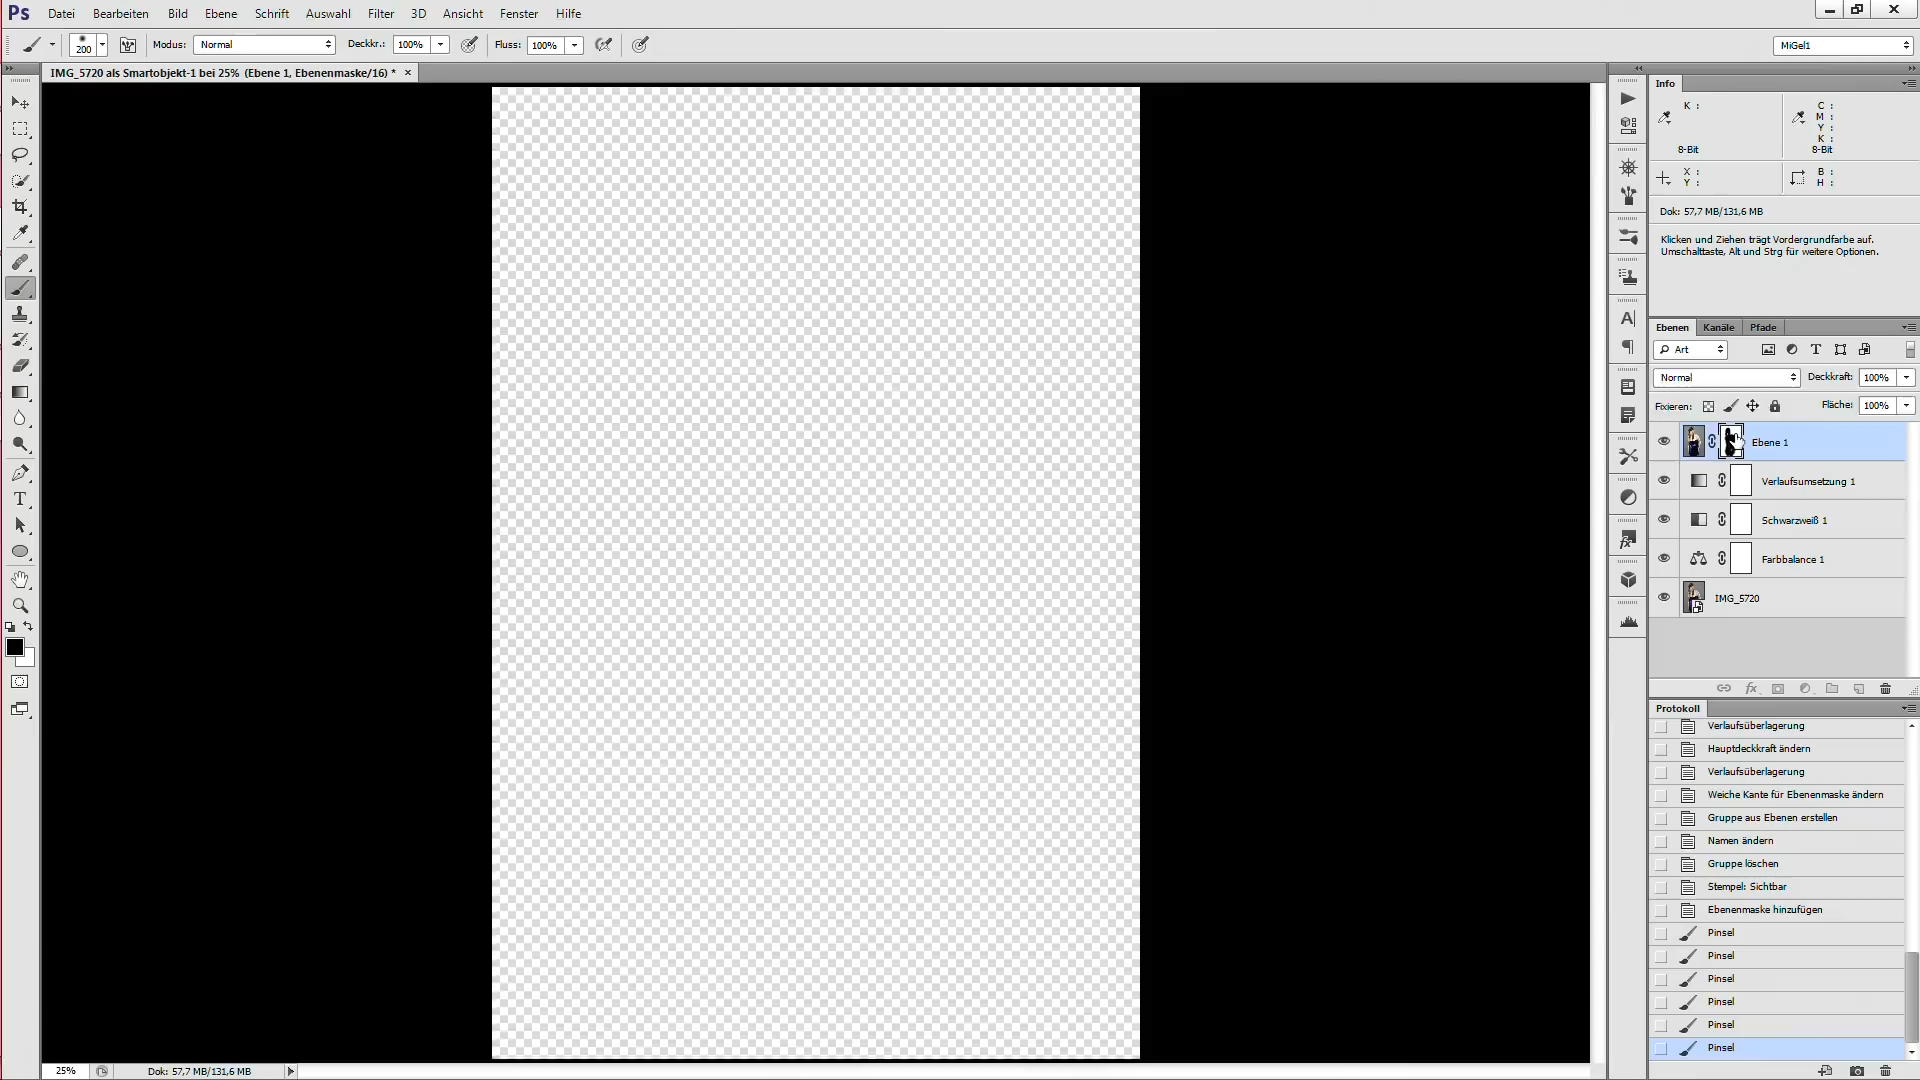 Ps Datei Bearbeiten Bild Ebene Schrift Auswahl Filter 3D Ansicht Fenster Hilfe
200 Modus: Normal Deckkr.: 100% Fluss: 100% MiGel1
IMG_5720 als Smartobjekt-1 bei 25% (Ebene 1, Ebenenmaske/16) * ×
Info
K :
C :
M :
Y :
K :
8-Bit 8-Bit
X :
Y :
B :
H :
Dok: 57,7 MB/131,6 MB
Klicken und Ziehen trägt Vordergrundfarbe auf.
Umschalttaste, Alt und Strg für weitere Optionen.
Ebenen Kanäle Pfade
Art
Normal Deckkraft: 100%
Fixieren: Fläche: 100%
Ebene 1
Verlaufsumsetzung 1
Schwarzweiß 1
Farbbalance 1
IMG_5720
fx
Protokoll
Verlaufsüberlagerung
Hauptdeckkraft ändern
Verlaufsüberlagerung
Weiche Kante für Ebenenmaske ändern
Gruppe aus Ebenen erstellen
Namen ändern
Gruppe löschen
Stempel: Sichtbar
Ebenenmaske hinzufügen
Pinsel
Pinsel
Pinsel
Pinsel
Pinsel
Pinsel
25% Dok: 57,7 MB/131,6 MB